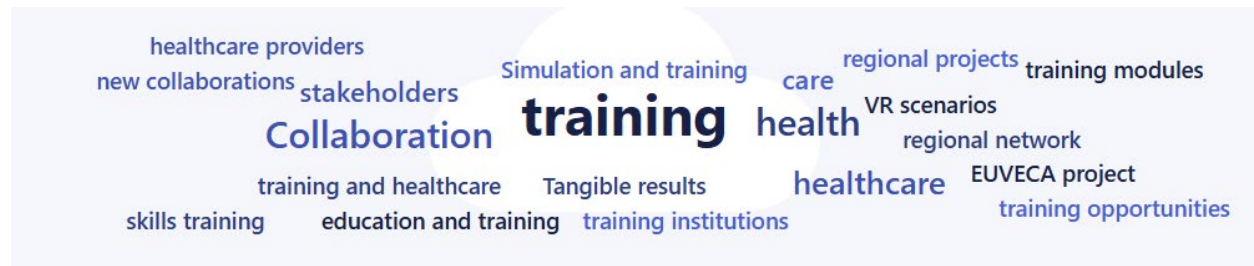 healthcare providers
new collaborations
stakeholders
Collaboration
Simulation and training
training
care
health
regional projects
training modules
VR scenarios
regional network
training and healthcare
Tangible results
healthcare
EUVECA project
training opportunities
skills training
education and training
training institutions